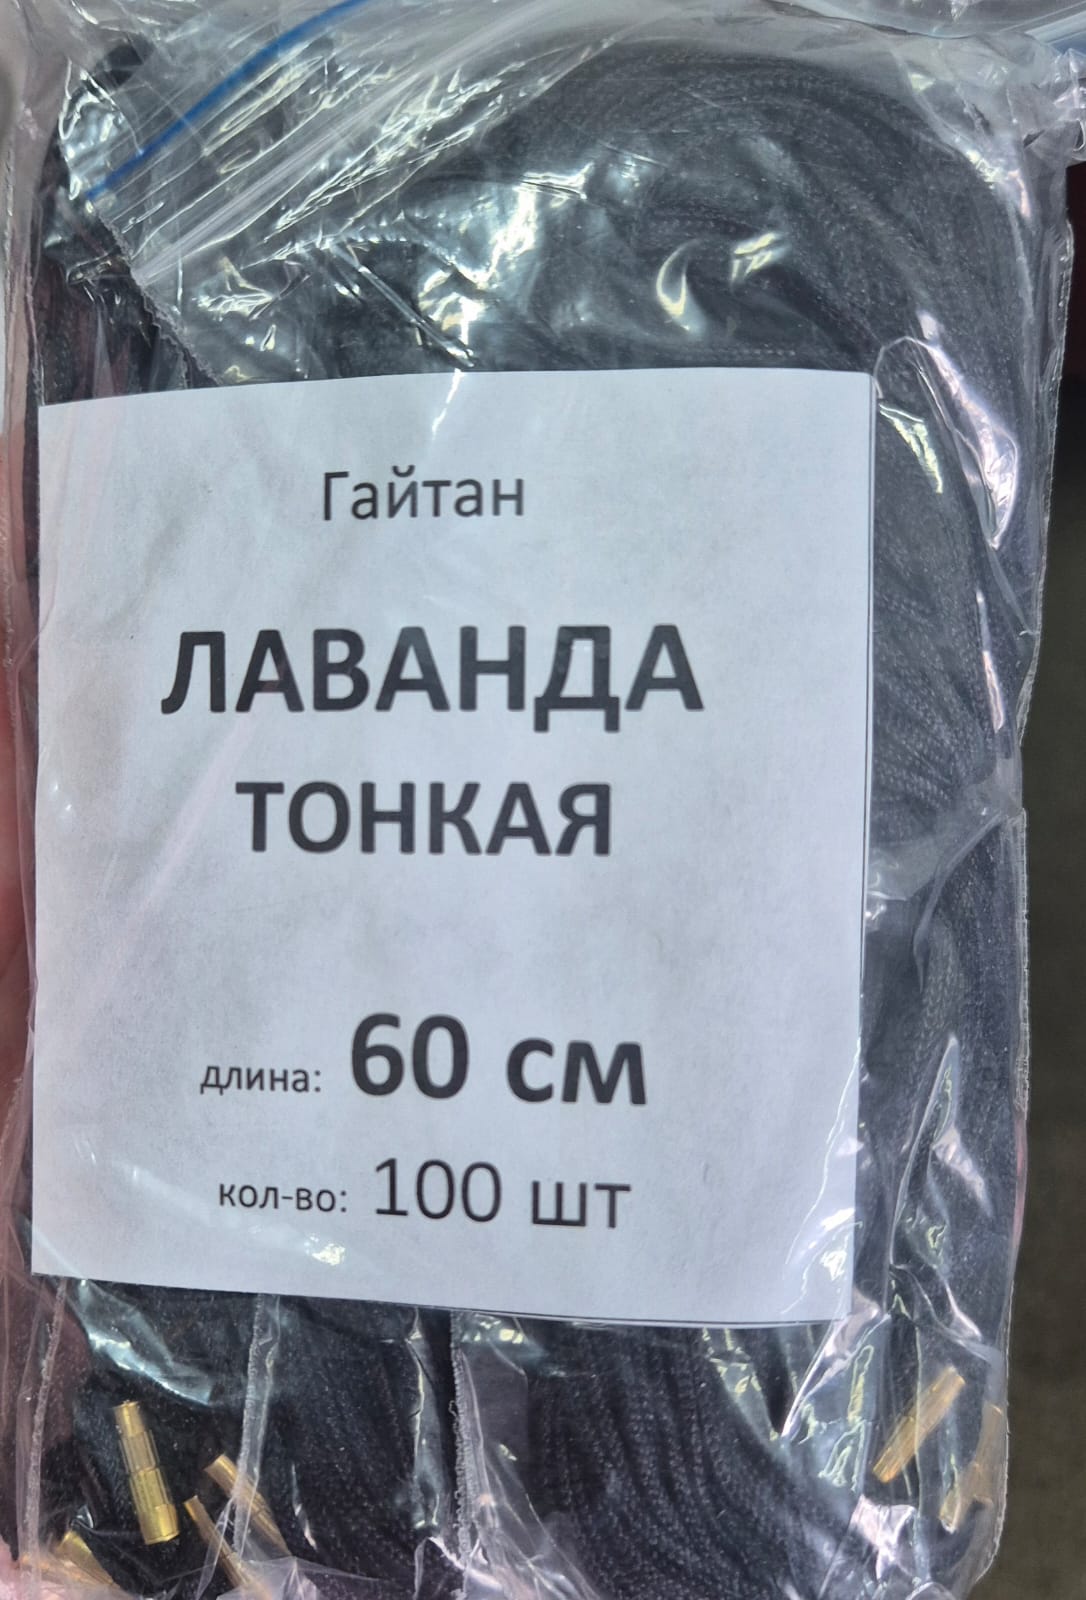 Гайтан
ЛАВАНДА
ТОНКАЯ
длина: 60 см
кол-во: 100 шт